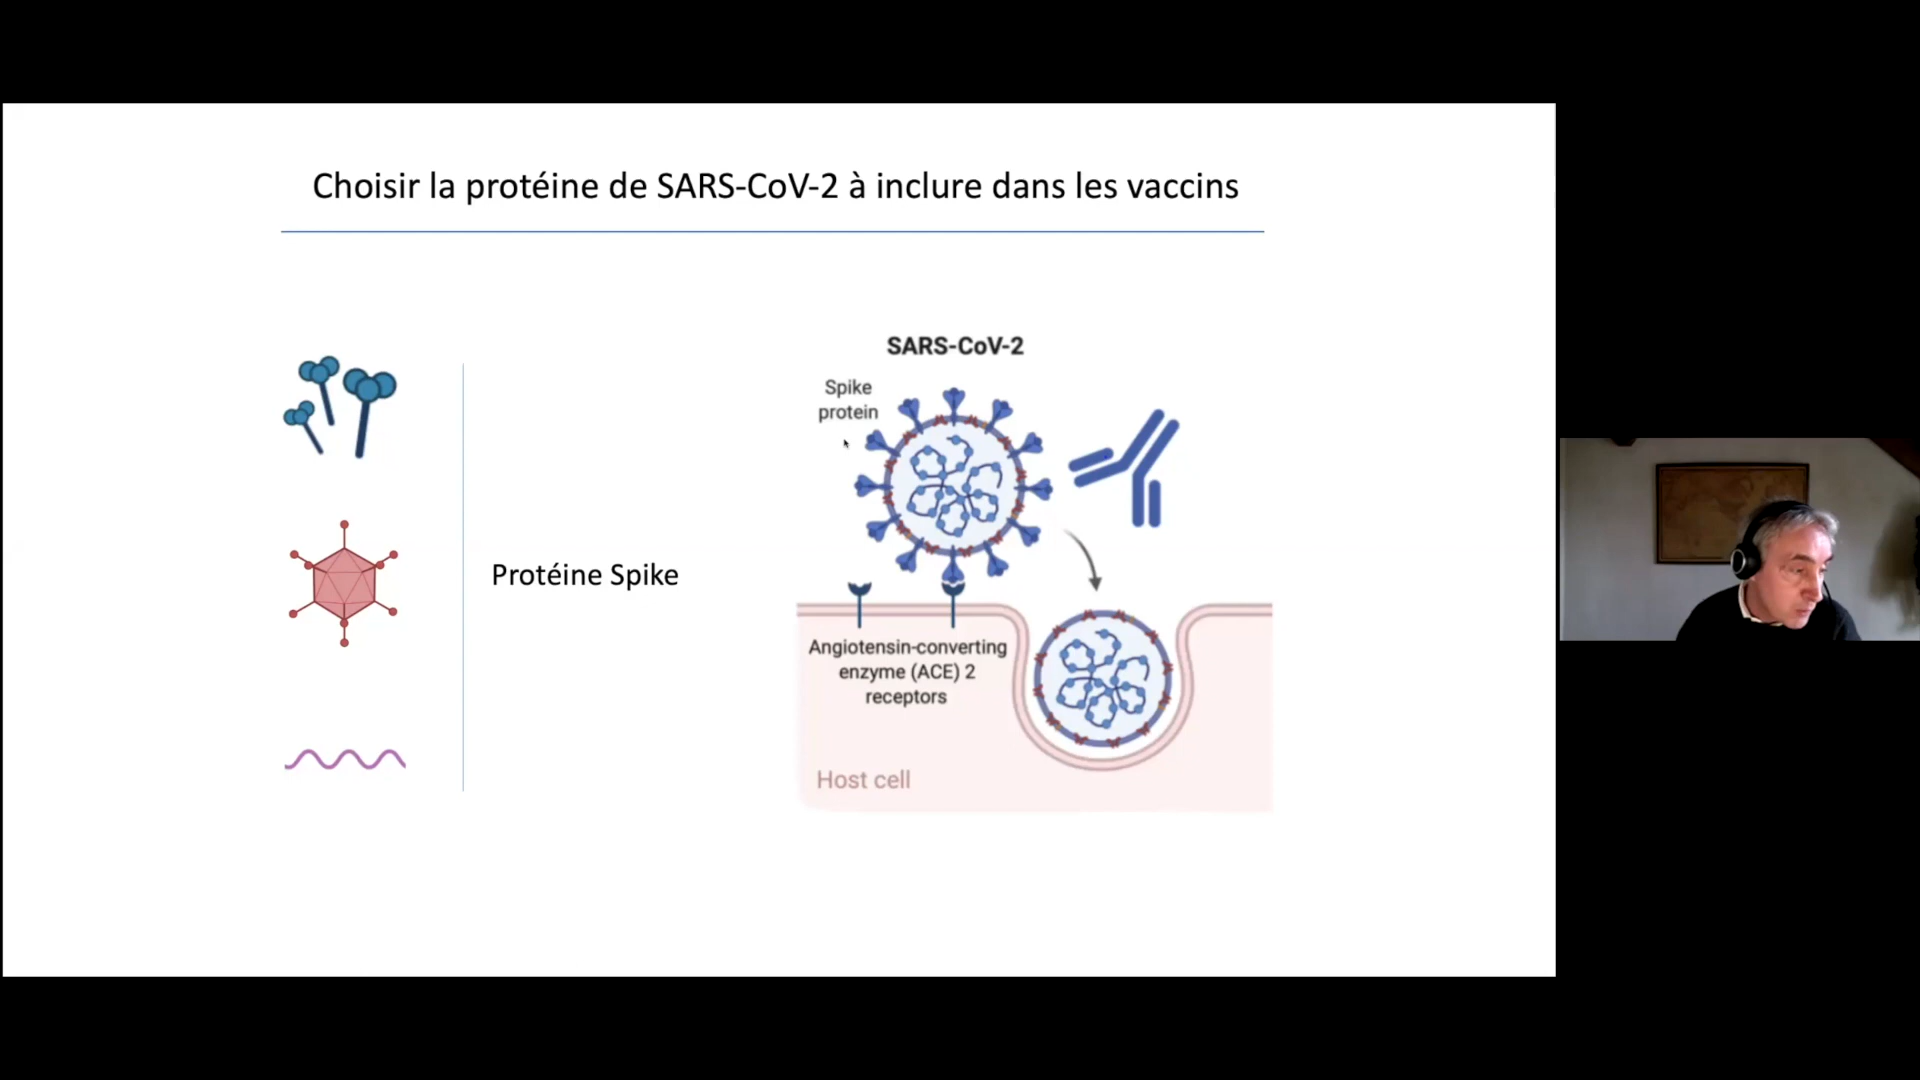 Choisir la protéine de SARS-CoV-2 à inclure dans les vaccins
Protéine Spike
SARS-CoV-2
Spike
protein
Angiotensin-converting
enzyme (ACE) 2
receptors
Host cell